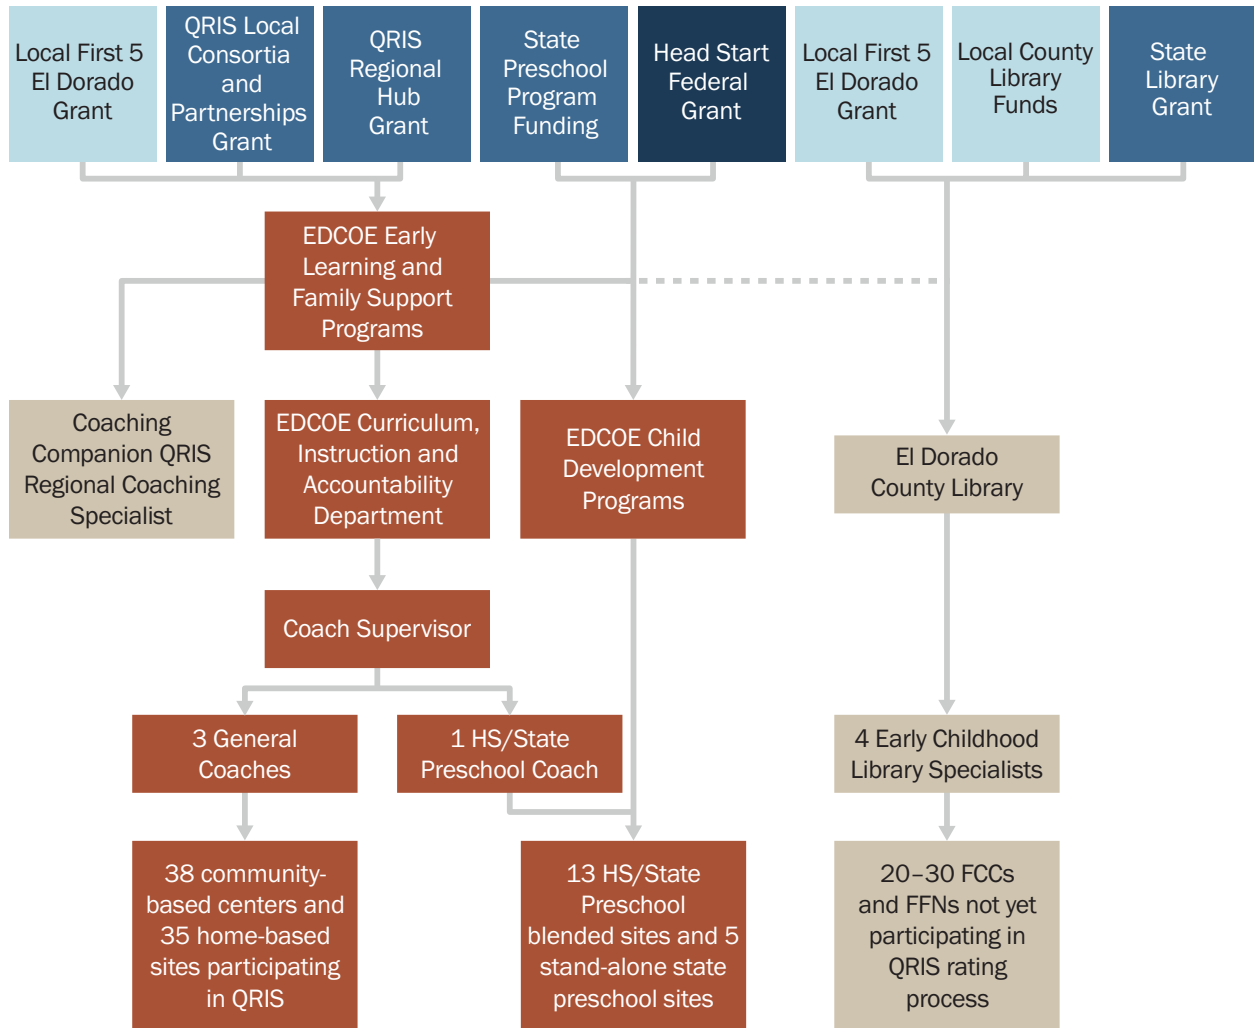 Local First 5
El Dorado
Grant
QRIS Local
Consortia
and
Partnerships
Grant
QRIS
Regional
Hub
Grant
State
Preschool
Program
Funding
Head Start
Federal
Grant
Local First 5
El Dorado
Grant
Local County
Library
Funds
State
Library
Grant
EDCOE Early
Learning and
Family Support
Programs
Coaching
Companion QRIS
Regional Coaching
Specialist
EDCOE Curriculum,
Instruction and
Accountability
Department
EDCOE Child
Development
Programs
El Dorado
County Library
Coach Supervisor
3 General
Coaches
1 HS/State
Preschool Coach
4 Early Childhood
Library Specialists
38 community-
based centers and
35 home-based
sites participating
in QRIS
13 HS/State
Preschool
blended sites and 5
stand-alone state
preschool sites
20–30 FCCs
and FFNs not yet
participating in
QRIS rating
process